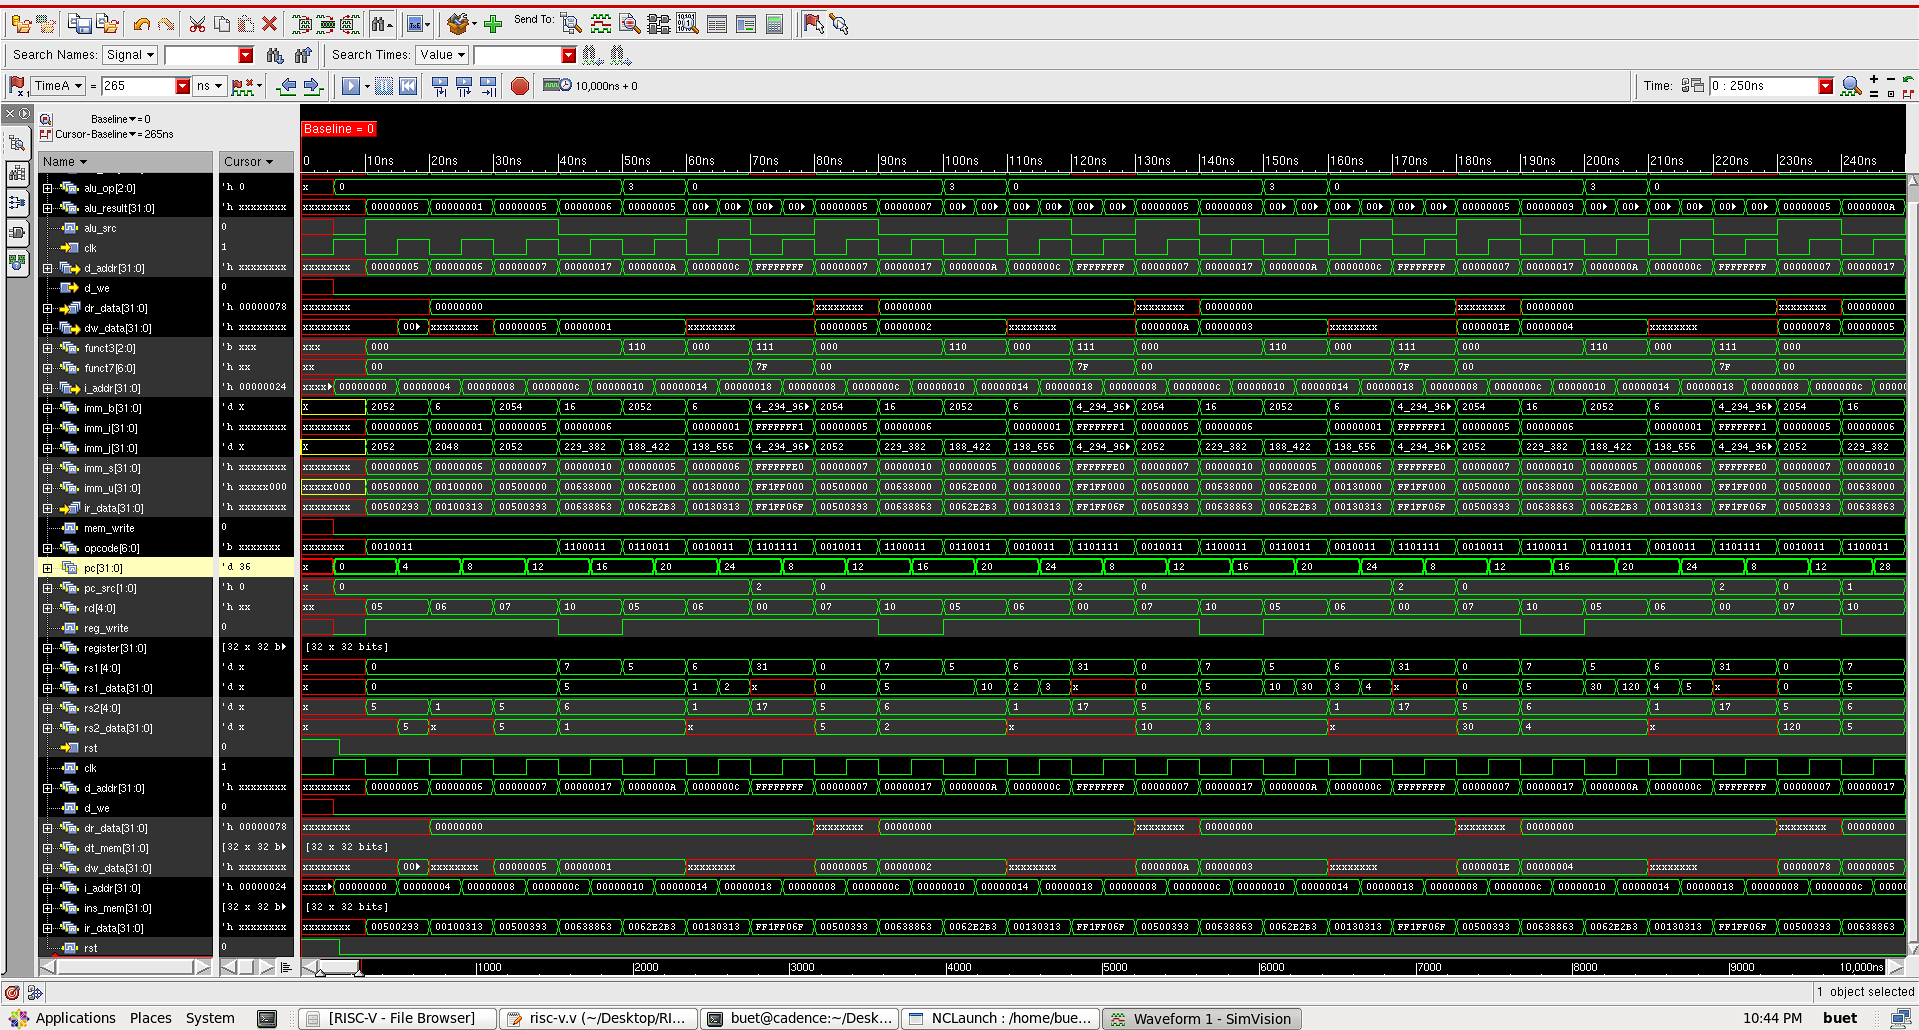 Send To:
Search Names: Signal Search Times: Value
TimeA = 265 ns 10,000ns + 0 Time: 0 : 250ns
Baseline = 0
Cursor-Baseline = 265ns
Baseline = 0
Name Cursor 0 10ns 20ns 30ns 40ns 50ns 60ns 70ns 80ns 90ns 100ns 110ns 120ns 130ns 140ns 150ns 160ns 170ns 180ns 190ns 200ns 210ns 220ns 230ns 240ns
alu_op[2:0] 'h 0 x 0 3 0 3 0 3 0 3 0
alu_result[31:0] 'h xxxxxxxx xxxxxxxx 00000005 00000001 00000005 00000006 00000005 00 00 00 00 00000005 00000007 00 00 00 00 00 00 00000005 00000008 00 00 00 00 00 00 00000005 00000009 00 00 00 00 00 00 00000005 0000000A
alu_src 0
clk 1
d_addr[31:0] 'h xxxxxxxx xxxxxxxx 00000005 00000006 00000007 00000017 0000000A 0000000C FFFFFFFF 00000007 00000017 0000000A 0000000C FFFFFFFF 00000007 00000017 0000000A 0000000C FFFFFFFF 00000007 00000017 0000000A 0000000C FFFFFFFF 00000007 00000017
d_we 0
dr_data[31:0] 'h 00000078 xxxxxxxx 00000000 xxxxxxxx 00000000 xxxxxxxx 00000000 xxxxxxxx 00000000 xxxxxxxx 00000000
dw_data[31:0] 'h xxxxxxxx xxxxxxxx 00 xxxxxxxx 00000005 00000001 xxxxxxxx 00000005 00000002 xxxxxxxx 0000000A 00000003 xxxxxxxx 0000001E 00000004 xxxxxxxx 00000078 00000005
funct3[2:0] 'b xxx xxx 000 110 000 111 000 110 000 111 000 110 000 111 000 110 000 111 000
funct7[6:0] 'h xx xx 00 7F 00 7F 00 7F 00 7F 00
i_addr[31:0] 'h 00000024 xxxx 00000000 00000004 00000008 0000000c 00000010 00000014 00000018 00000008 0000000c 00000010 00000014 00000018 00000008 0000000c 00000010 00000014 00000018 00000008 0000000c 00000010 00000014 00000018 00000008 0000000c 0000
imm_b[31:0] 'd X x 2052 6 2054 16 2052 6 4_294_96 2054 16 2052 6 4_294_96 2054 16 2052 6 4_294_96 2054 16 2052 6 4_294_96 2054 16
imm_i[31:0] 'h xxxxxxxx xxxxxxxx 00000005 00000001 00000005 00000006 00000001 FFFFFFF1 00000005 00000006 00000001 FFFFFFF1 00000005 00000006 00000001 FFFFFFF1 00000005 00000006 00000001 FFFFFFF1 00000005 00000006
imm_j[31:0] 'd X x 2052 2048 2052 229_382 188_422 198_656 4_294_96 2052 229_382 188_422 198_656 4_294_96 2052 229_382 188_422 198_656 4_294_96 2052 229_382 188_422 198_656 4_294_96 2052 229_382
imm_s[31:0] 'h xxxxxxxx xxxxxxxx 00000005 00000006 00000007 00000010 00000005 00000006 FFFFFFE0 00000007 00000010 00000005 00000006 FFFFFFE0 00000007 00000010 00000005 00000006 FFFFFFE0 00000007 00000010 00000005 00000006 FFFFFFE0 00000007 00000010
imm_u[31:0] 'h xxxxx000 xxxxx000 00500000 00100000 00500000 00638000 0062E000 00130000 FF1FF000 00500000 00638000 0062E000 00130000 FF1FF000 00500000 00638000 0062E000 00130000 FF1FF000 00500000 00638000 0062E000 00130000 FF1FF000 00500000 00638000
ir_data[31:0] 'h xxxxxxxx xxxxxxxx 00500293 00100313 00500393 00638863 0062E2B3 00130313 FF1FF06F 00500393 00638863 0062E2B3 00130313 FF1FF06F 00500393 00638863 0062E2B3 00130313 FF1FF06F 00500393 00638863 0062E2B3 00130313 FF1FF06F 00500393 00638863
mem_write 0
opcode[6:0] 'b xxxxxxx xxxxxxx 0010011 1100011 0110011 0010011 1101111 0010011 1100011 0110011 0010011 1101111 0010011 1100011 0110011 0010011 1101111 0010011 1100011 0110011 0010011 1101111 0010011 1100011
pc[31:0] 'd 36 x 0 4 8 12 16 20 24 8 12 16 20 24 8 12 16 20 24 8 12 16 20 24 8 12 28
pc_src[1:0] 'h 0 x 0 2 0 2 0 2 0 2 0 1
rd[4:0] 'h xx xx 05 06 07 10 05 06 00 07 10 05 06 00 07 10 05 06 00 07 10 05 06 00 07 10
reg_write 0
register[31:0] [32 x 32 b [32 x 32 bits]
rs1[4:0] 'd x x 0 7 5 6 31 0 7 5 6 31 0 7 5 6 31 0 7 5 6 31 0 7
rs1_data[31:0] 'd x x 0 5 1 2 x 0 5 10 2 3 x 0 5 10 30 3 4 x 0 5 30 120 4 5 x 0 5
rs2[4:0] 'd x x 5 1 5 6 1 17 5 6 1 17 5 6 1 17 5 6 1 17 5 6
rs2_data[31:0] 'd x x 5 x 5 1 x 5 2 x 10 3 x 30 4 x 120 5
rst 0
clk 1
d_addr[31:0] 'h xxxxxxxx xxxxxxxx 00000005 00000006 00000007 00000017 0000000A 0000000C FFFFFFFF 00000007 00000017 0000000A 0000000C FFFFFFFF 00000007 00000017 0000000A 0000000C FFFFFFFF 00000007 00000017 0000000A 0000000C FFFFFFFF 00000007 00000017
d_we 0
dr_data[31:0] 'h 00000078 xxxxxxxx 00000000 xxxxxxxx 00000000 xxxxxxxx 00000000 xxxxxxxx 00000000 xxxxxxxx 00000000
dt_mem[31:0] [32 x 32 b [32 x 32 bits]
dw_data[31:0] 'h xxxxxxxx xxxxxxxx 00 xxxxxxxx 00000005 00000001 xxxxxxxx 00000005 00000002 xxxxxxxx 0000000A 00000003 xxxxxxxx 0000001E 00000004 xxxxxxxx 00000078 00000005
i_addr[31:0] 'h 00000024 xxxx 00000000 00000004 00000008 0000000c 00000010 00000014 00000018 00000008 0000000c 00000010 00000014 00000018 00000008 0000000c 00000010 00000014 00000018 00000008 0000000c 00000010 00000014 00000018 00000008 0000000c 0000
ins_mem[31:0] [32 x 32 b [32 x 32 bits]
ir_data[31:0] 'h xxxxxxxx xxxxxxxx 00500293 00100313 00500393 00638863 0062E2B3 00130313 FF1FF06F 00500393 00638863 0062E2B3 00130313 FF1FF06F 00500393 00638863 0062E2B3 00130313 FF1FF06F 00500393 00638863 0062E2B3 00130313 FF1FF06F 00500393 00638863
rst 0
1000 2000 3000 4000 5000 6000 7000 8000 9000 10,000ns
1 object selected
Applications Places System [RISC-V - File Browser] risc-v.v (~/Desktop/RI... buet@cadence:~/Desk... NCLaunch : /home/bue... Waveform 1 - SimVision 10:44 PM buet